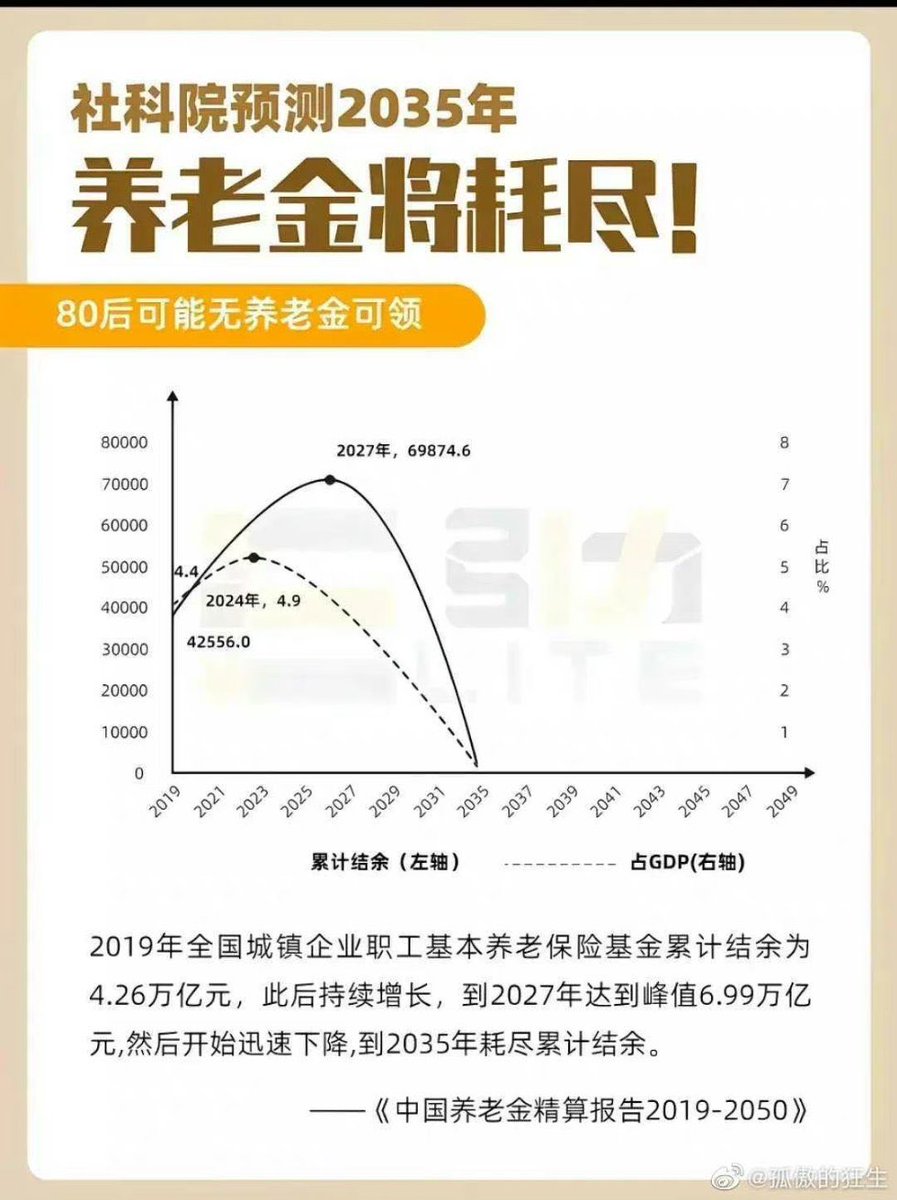 社科院预测2035年
养老金将耗尽!
80后可能无养老金可领
80000
70000
60000
50000
40000
30000
20000
10000
0
2027年，69874.6
4.4
2024年，4.9
42556.0
8
7
6
5
4
3
2
1
占比%
2019
2021
2023
2025
2027
2029
2031
2035
2037
2039
2041
2043
2045
2047
2049
累计结余（左轴）
占GDP(右轴)
LITE
2019年全国城镇企业职工基本养老保险基金累计结余为
4.26万亿元，此后持续增长，到2027年达到峰值6.99万亿
元,然后开始迅速下降,到2035年耗尽累计结余。
——《中国养老金精算报告2019-2050》
@孤傲的狂生